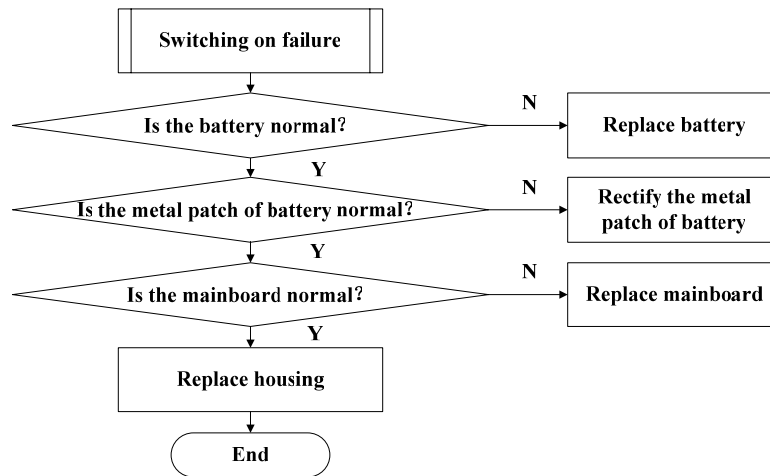 Switching on failure
Is the battery normal?
N
Replace battery
Y
Is the metal patch of battery normal?
N
Rectify the metal
patch of battery
Y
Is the mainboard normal?
N
Replace mainboard
Y
Replace housing
End